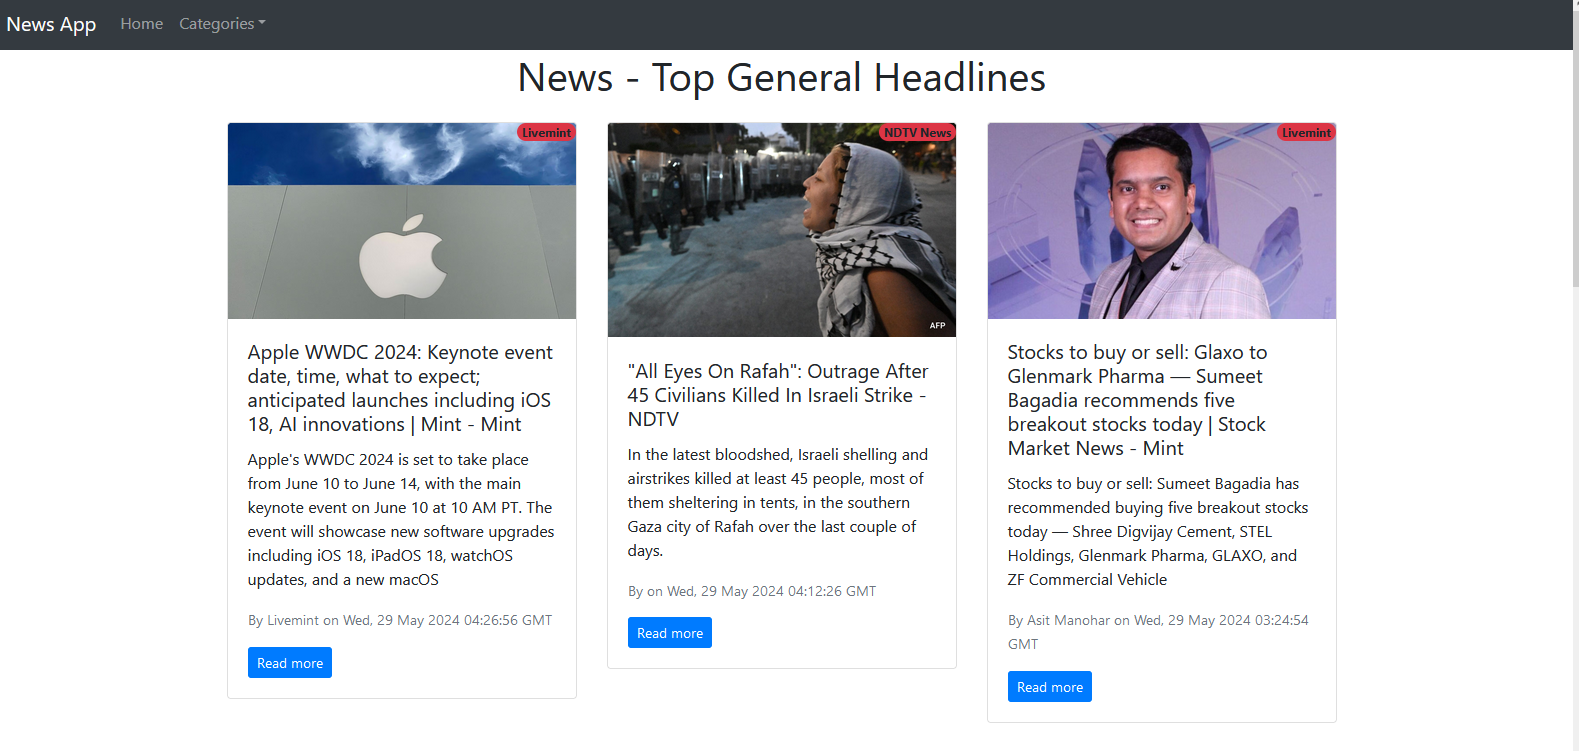 News App
Home
Categories
News - Top General Headlines
Livemint
Apple WWDC 2024: Keynote event
date, time, what to expect;
anticipated launches including iOS
18, AI innovations | Mint - Mint
Apple's WWDC 2024 is set to take place
from June 10 to June 14, with the main
keynote event on June 10 at 10 AM PT. The
event will showcase new software upgrades
including iOS 18, iPadOS 18, watchOS
updates, and a new macOS
By Livemint on Wed, 29 May 2024 04:26:56 GMT
Read more
NDTV News
AFP
"All Eyes On Rafah": Outrage After
45 Civilians Killed In Israeli Strike -
NDTV
In the latest bloodshed, Israeli shelling and
airstrikes killed at least 45 people, most of
them sheltering in tents, in the southern
Gaza city of Rafah over the last couple of
days.
By on Wed, 29 May 2024 04:12:26 GMT
Read more
Livemint
Stocks to buy or sell: Glaxo to
Glenmark Pharma — Sumeet
Bagadia recommends five
breakout stocks today | Stock
Market News - Mint
Stocks to buy or sell: Sumeet Bagadia has
recommended buying five breakout stocks
today — Shree Digvijay Cement, STEL
Holdings, Glenmark Pharma, GLAXO, and
ZF Commercial Vehicle
By Asit Manohar on Wed, 29 May 2024 03:24:54
GMT
Read more